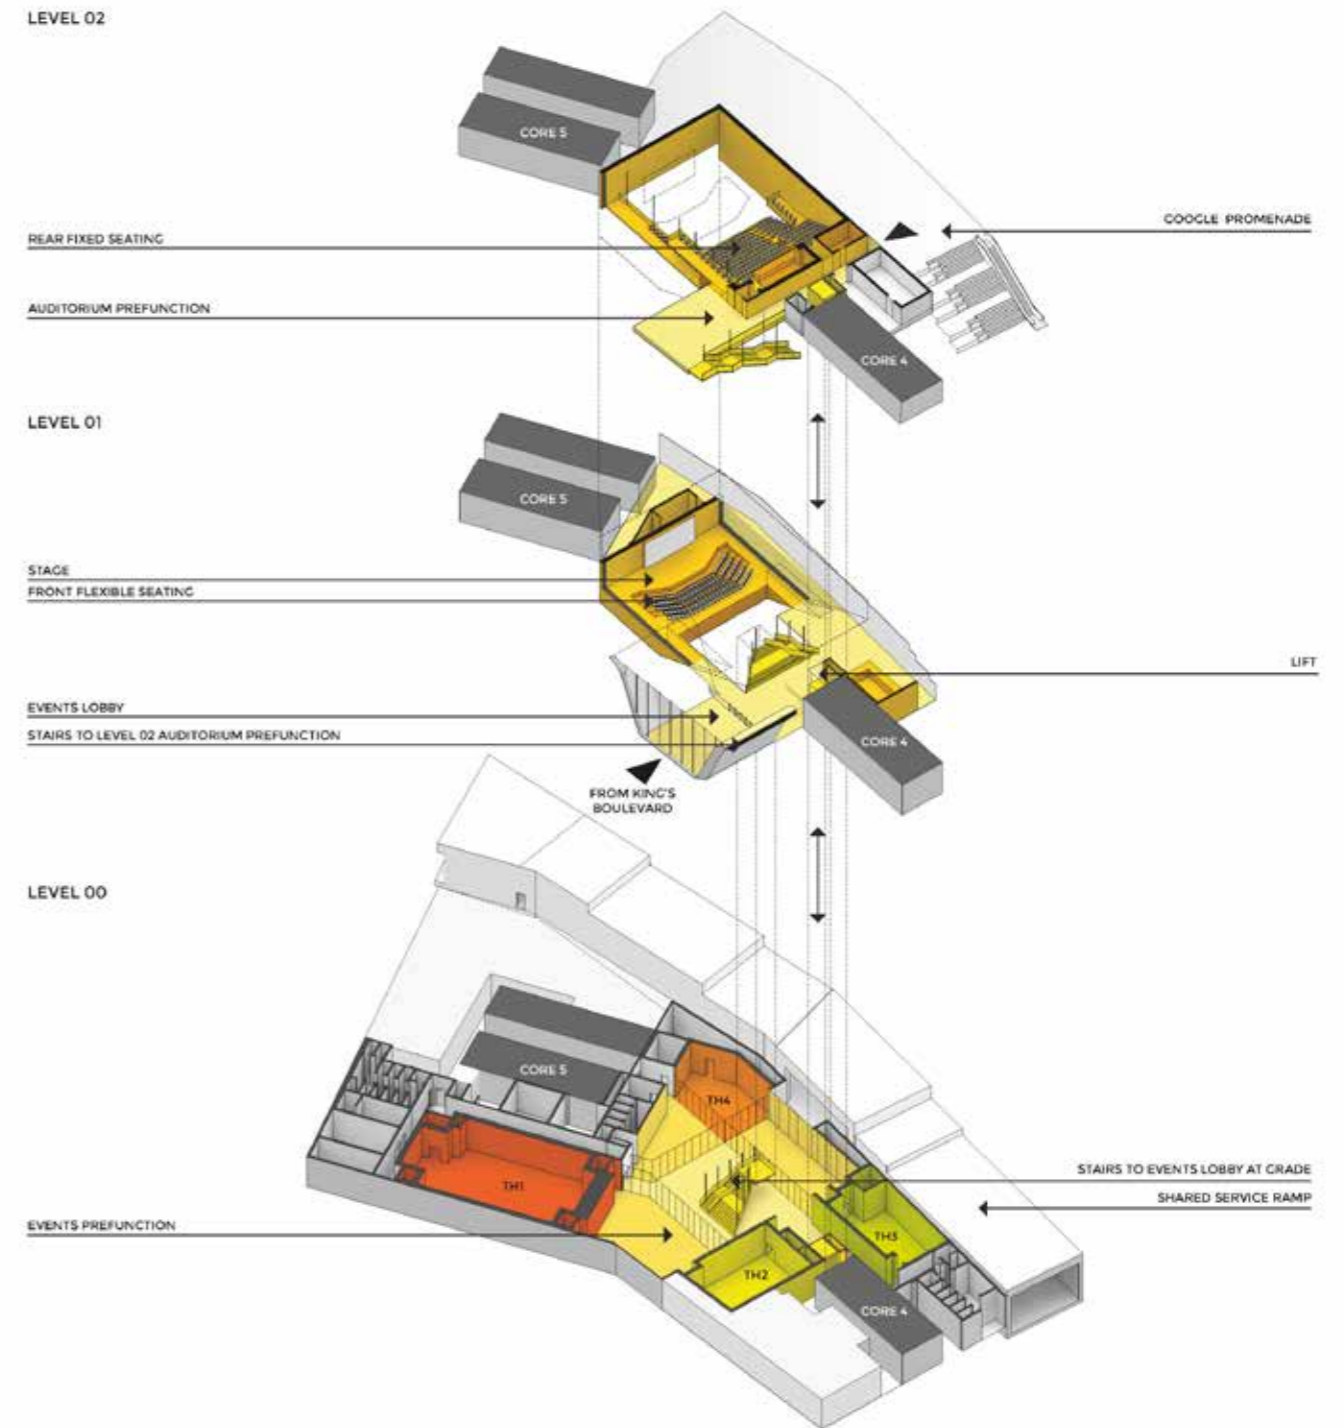 LEVEL 02
CORE 5
GOOGLE PROMENADE
REAR FIXED SEATING
AUDITORIUM PREFUNCTION
CORE 4
LEVEL 01
CORE 5
STAGE
FRONT FLEXIBLE SEATING
LIFT
EVENTS LOBBY
STAIRS TO LEVEL 02 AUDITORIUM PREFUNCTION
CORE 4
FROM KING'S
BOULEVARD
LEVEL 00
CORE 5
TH4
STAIRS TO EVENTS LOBBY AT GRADE
TH1
SHARED SERVICE RAMP
EVENTS PREFUNCTION
TH3
TH2
CORE 4